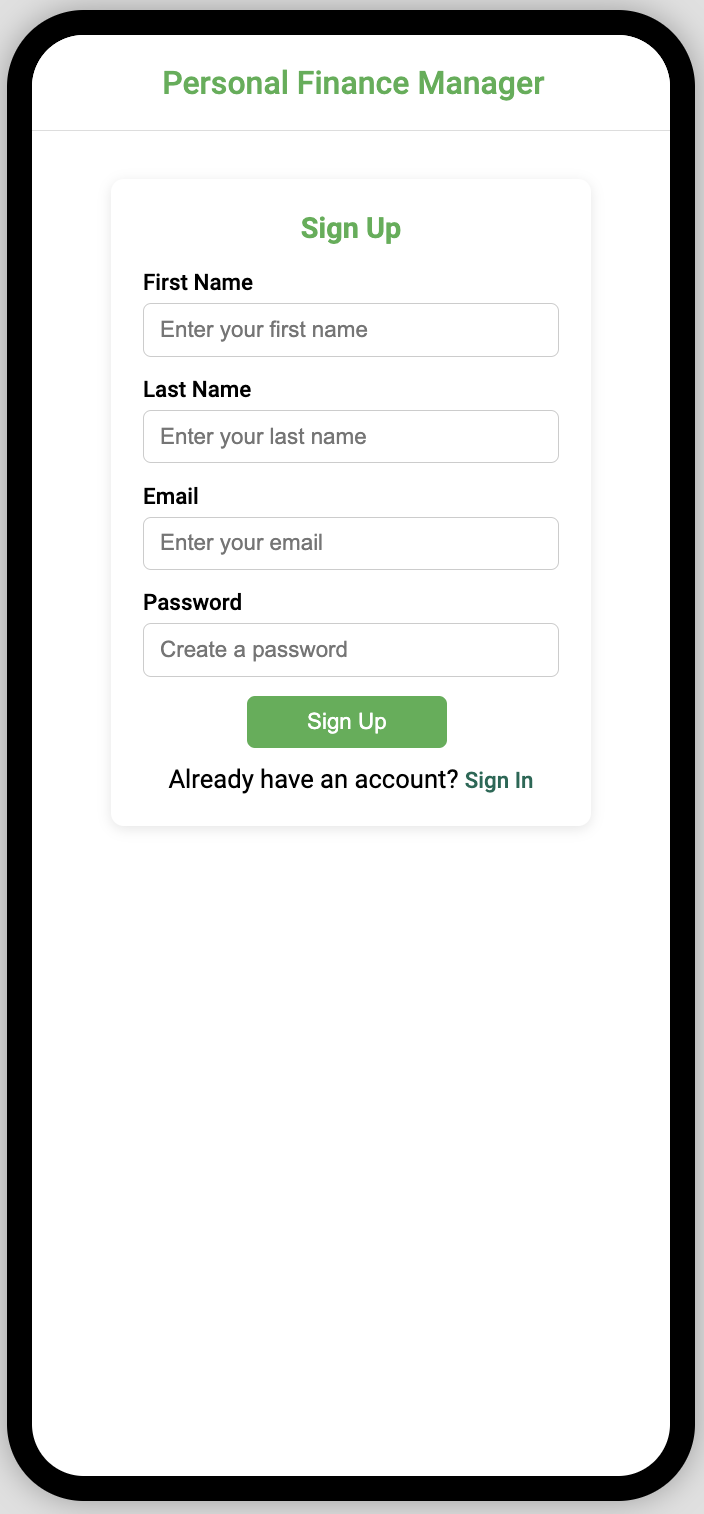 Personal Finance Manager
Sign Up
First Name
Enter your first name
Last Name
Enter your last name
Email
Enter your email
Password
Create a password
Sign Up
Already have an account? Sign In